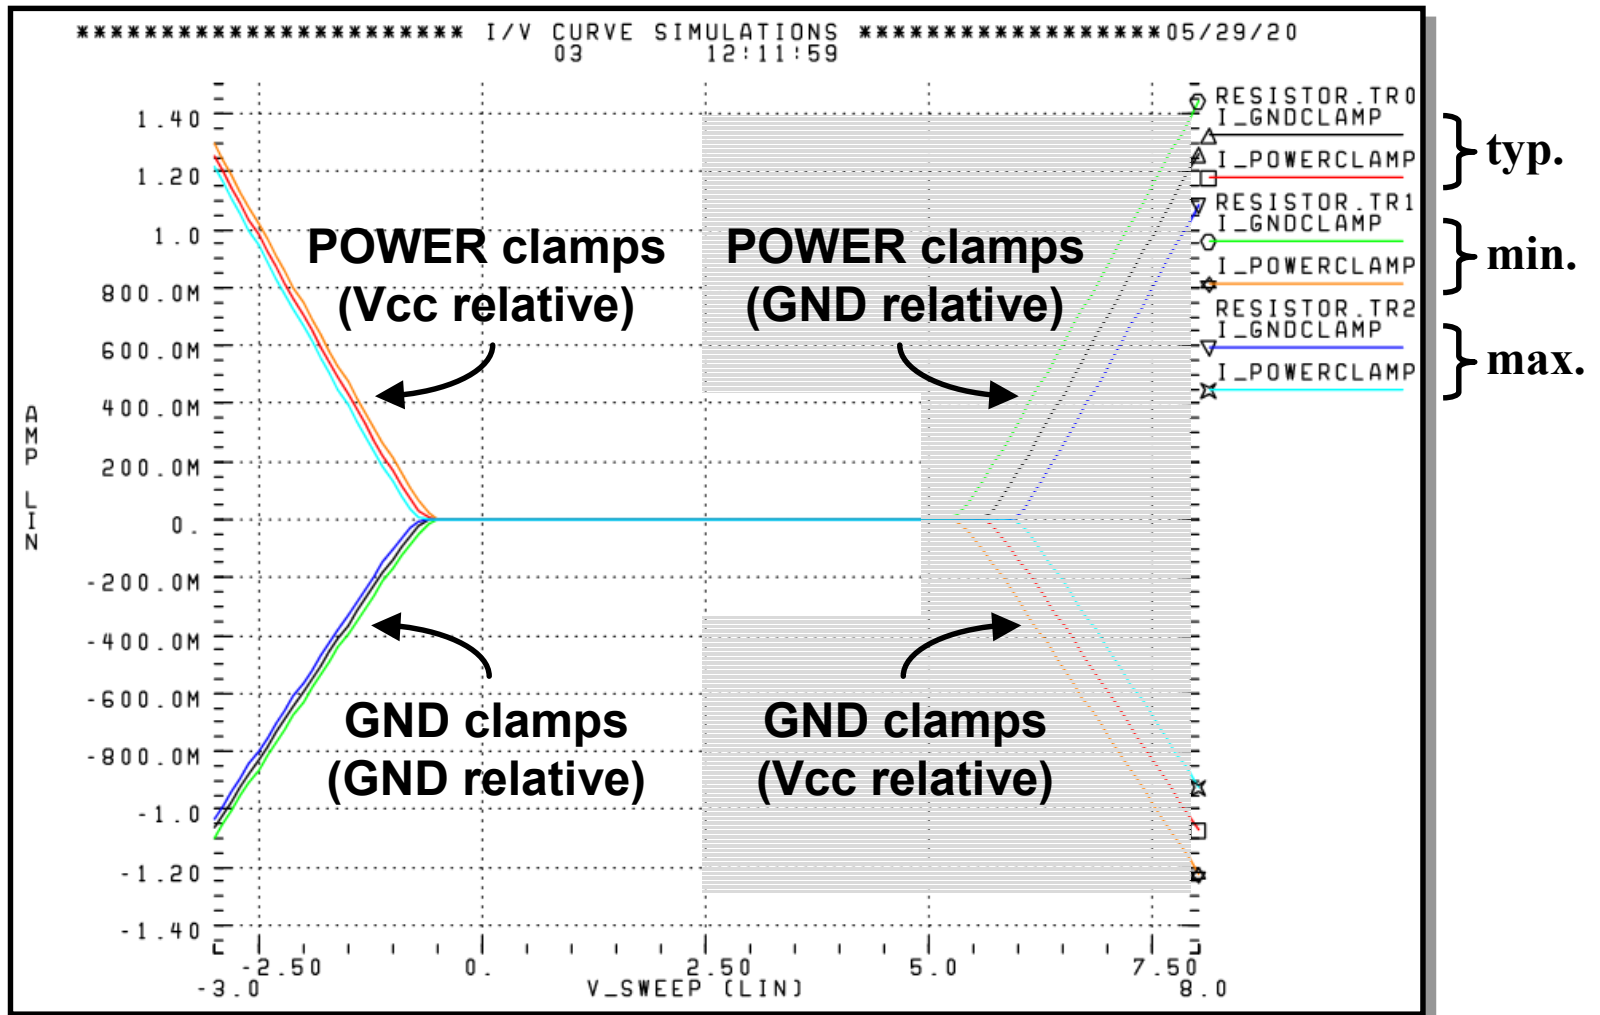 *********************** I/V CURVE SIMULATIONS ******************05/29/20
03 12:11:59
RESISTOR.TR0
I_GNDCLAMP
I_POWERCLAMP
typ.
RESISTOR.TR1
I_GNDCLAMP
I_POWERCLAMP
min.
RESISTOR.TR2
I_GNDCLAMP
I_POWERCLAMP
max.
1.40
1.20
1.0
800.0M
600.0M
400.0M
200.0M
0.
-200.0M
-400.0M
-600.0M
-800.0M
-1.0
-1.20
-1.40
AMP LIN
POWER clamps
(Vcc relative)
POWER clamps
(GND relative)
GND clamps
(GND relative)
GND clamps
(Vcc relative)
-2.50 0. 2.50 5.0 7.50
-3.0 V_SWEEP (LIN) 8.0